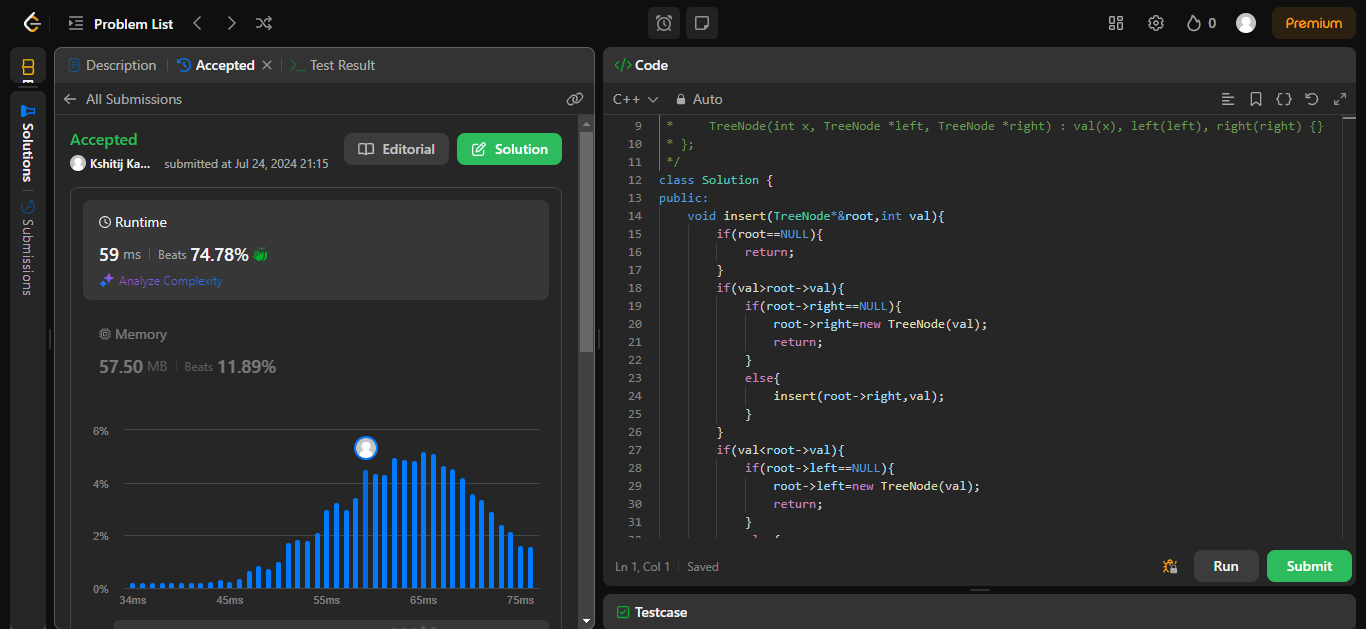 Problem List
0
Premium
Description
Accepted
Test Result
All Submissions
Solutions
Submissions
Accepted
Kshitij Ka...
submitted at Jul 24, 2024 21:15
Editorial
Solution
Runtime
59 ms | Beats 74.78%
Analyze Complexity
Memory
57.50 MB | Beats 11.89%
6%
4%
2%
0%
34ms 45ms 55ms 65ms 75ms
</> Code
C++ Auto
9 *     TreeNode(int x, TreeNode *left, TreeNode *right) : val(x), left(left), right(right) {}
10 * };
11 */
12 class Solution {
13 public:
14     void insert(TreeNode*&root,int val){
15         if(root==NULL){
16             return;
17         }
18         if(val>root->val){
19             if(root->right==NULL){
20                 root->right=new TreeNode(val);
21                 return;
22             }
23             else{
24                 insert(root->right,val);
25             }
26         }
27         if(val<root->val){
28             if(root->left==NULL){
29                 root->left=new TreeNode(val);
30                 return;
31             }
Ln 1, Col 1 | Saved
Run
Submit
Testcase